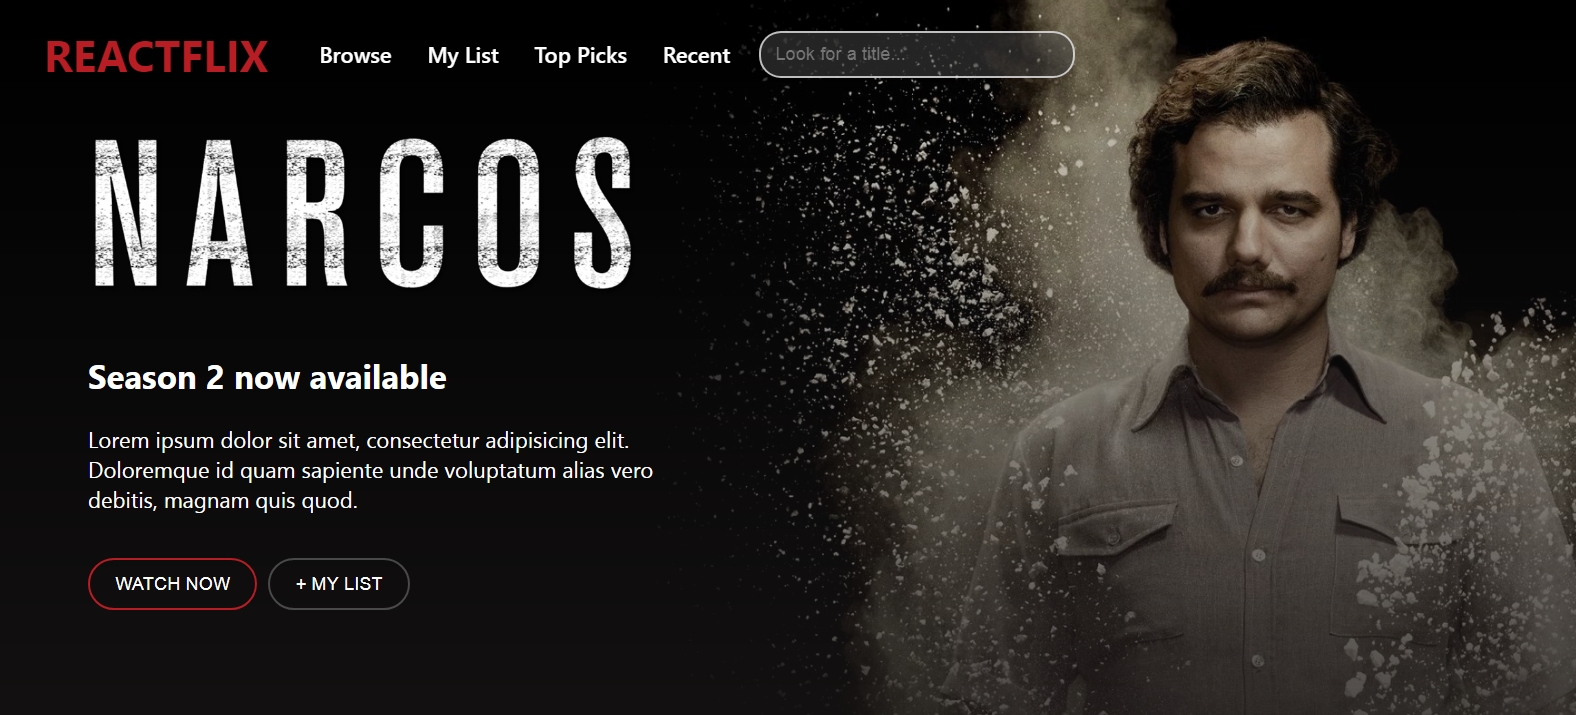 REACTFLIX Browse My List Top Picks Recent Look for a title...
NARCOS
Season 2 now available
Lorem ipsum dolor sit amet, consectetur adipisicing elit.
Doloremque id quam sapiente unde voluptatum alias vero
debitis, magnam quis quod.
WATCH NOW + MY LIST